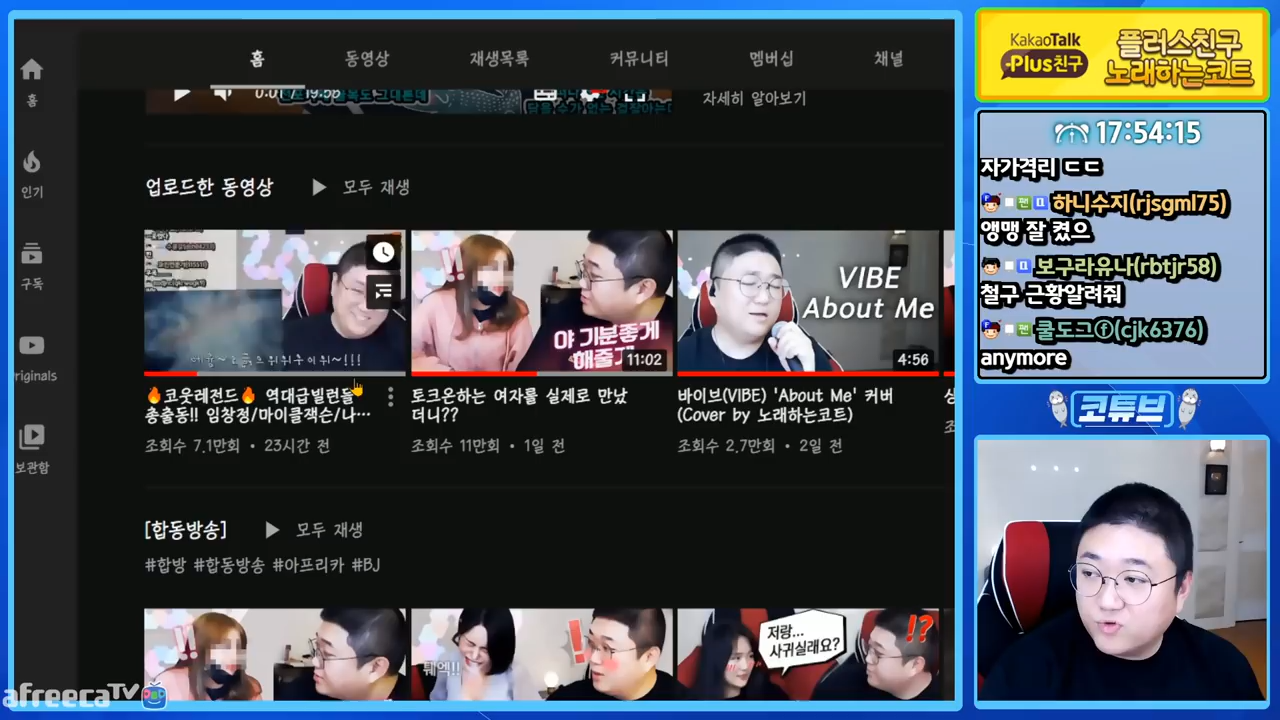 홈
동영상
재생목록
커뮤니티
멤버십
채널
자세히 알아보기
홈
인기
구독
riginals
보관함
업로드한 동영상
모두 재생
VIBE
About Me
야 기분좋게
해줄게
11:02
4:56
🔥코웃레전드🔥 역대급빌런들
총출동!! 임창정/마이클잭슨/나…
조회수 7.1만회 • 23시간 전
토크온하는 여자를 실제로 만났
더니??
조회수 11만회 • 1일 전
바이브(VIBE) 'About Me' 커버
(Cover by 노래하는코트)
조회수 2.7만회 • 2일 전
[합동방송]
모두 재생
#합방 #합동방송 #아프리카 #BJ
퉤엑!!
저랑...
사귀실래요?
!?
afreecaTV
KakaoTalk
Plus친구
플러스친구
노래하는코트
17:54:15
자가격리 ㄷㄷ
팬
하니수지(rjsgml75)
앵맹 잘 켰으
보구라유나(rbtjr58)
철구 근황알려줘
팬
쿨도그ⓕ(cjk6376)
anymore
코튜브